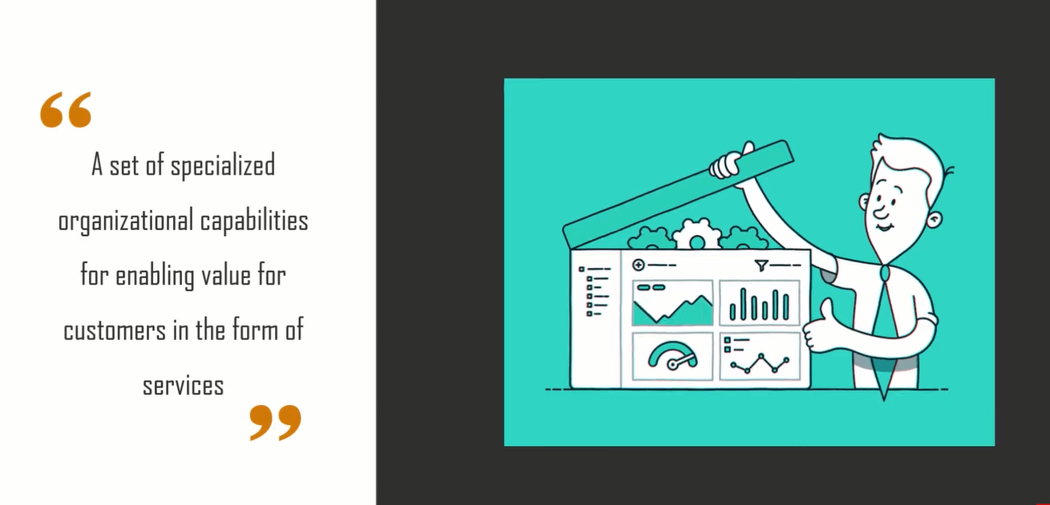 “
A set of specialized
organizational capabilities
for enabling value for
customers in the form of
services
”